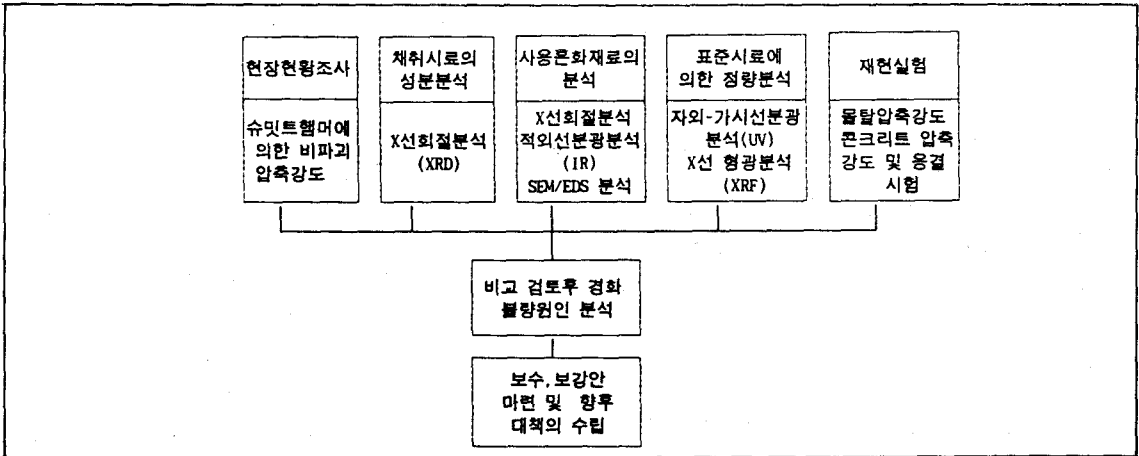 현장현황조사
슈밋트햄머에
의한 비파괴
압축강도
채취시료의
성분분석
X선회절분석
(XRD)
사용혼화재료의
분석
X선회절분석
적외선분광분석
(IR)
SEM/EDS 분석
표준시료에
의한 정량분석
자외-가시선분광
분석(UV)
X선 형광분석
(XRF)
재현실험
몰탈압축강도
콘크리트 압축
강도 및 응결
시험
비교 검토후 경화
불량원인 분석
보수,보강안
마련 및 향후
대책의 수립